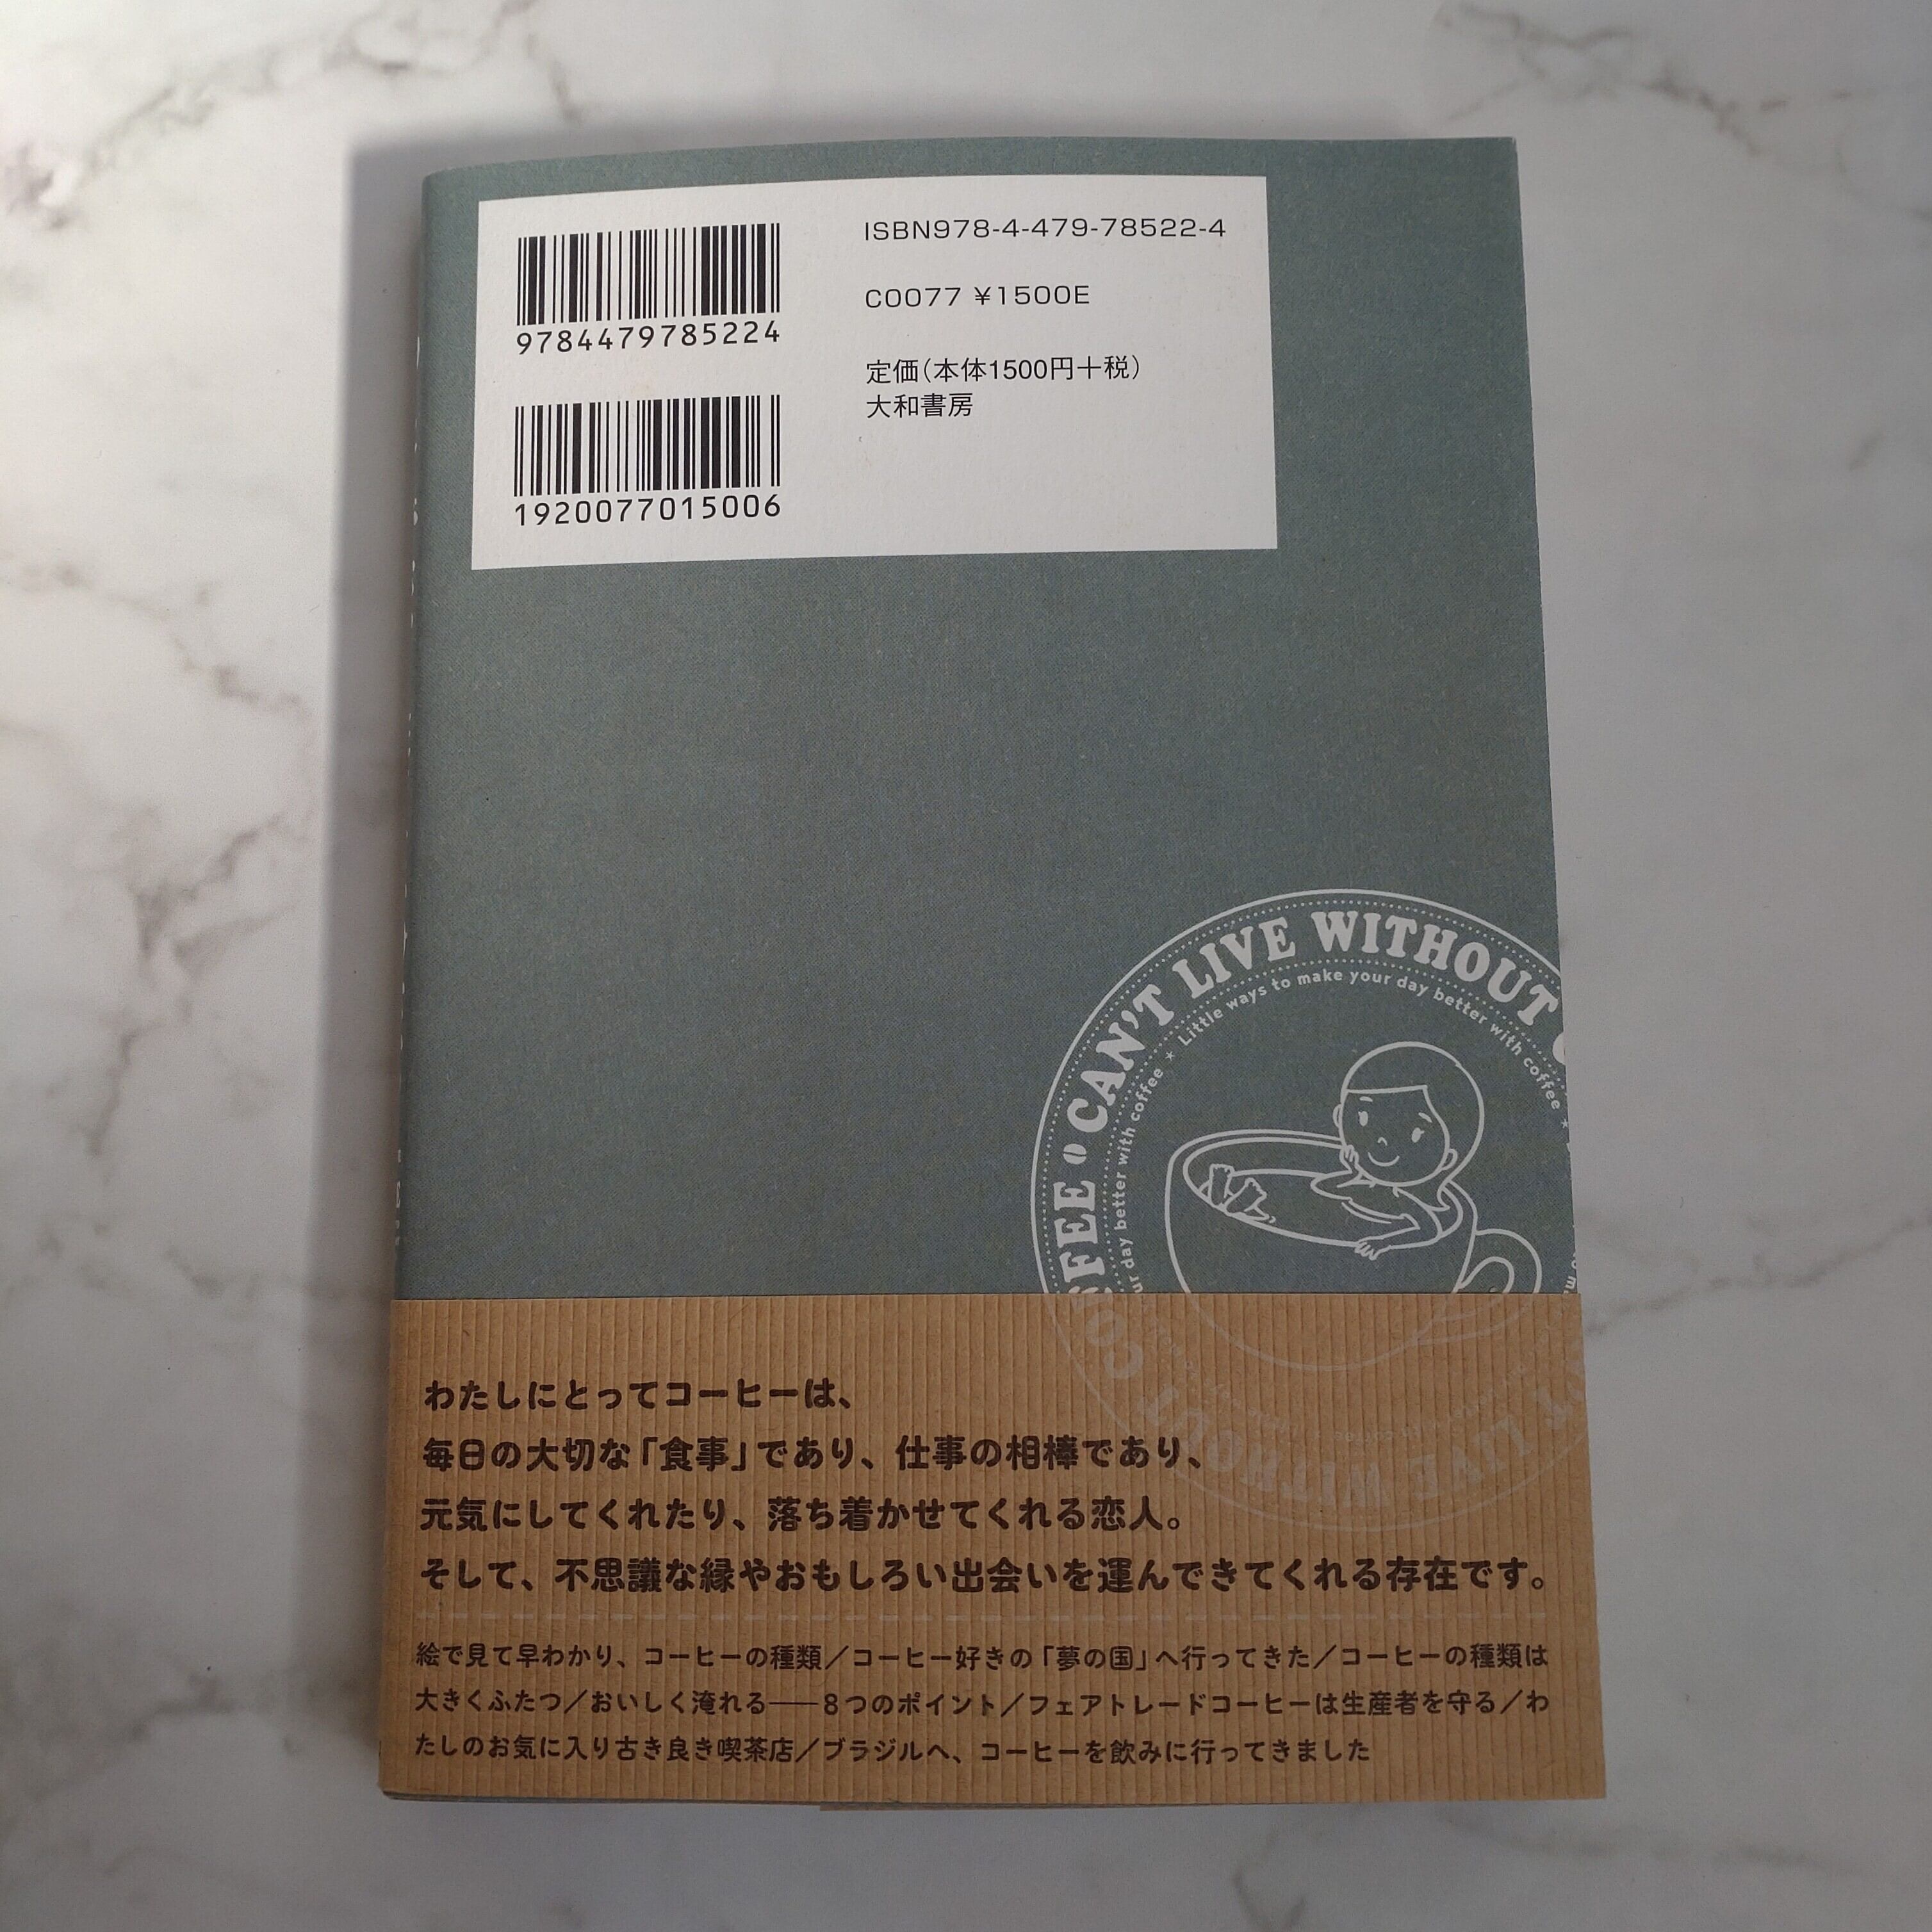 9784479785224
1920077015006
ISBN978-4-479-78522-4
C0077 ¥1500E
定価(本体1500円+税)
大和書房
CAN'T LIVE WITHOUT
Little ways to make your day better with coffee *
your day better with coffee *
わたしにとってコーヒーは、
毎日の大切な「食事」であり、仕事の相棒であり、
元気にしてくれたり、落ち着かせてくれる恋人。
そして、不思議な縁やおもしろい出会いを運んできてくれる存在です。
絵で見て早わかり、コーヒーの種類/コーヒー好きの「夢の国」へ行ってきた/コーヒーの種類は
大きくふたつ/おいしく淹れる──8つのポイント/フェアトレードコーヒーは生産者を守る/わ
たしのお気に入り古き良き喫茶店/ブラジルへ、コーヒーを飲みに行ってきました